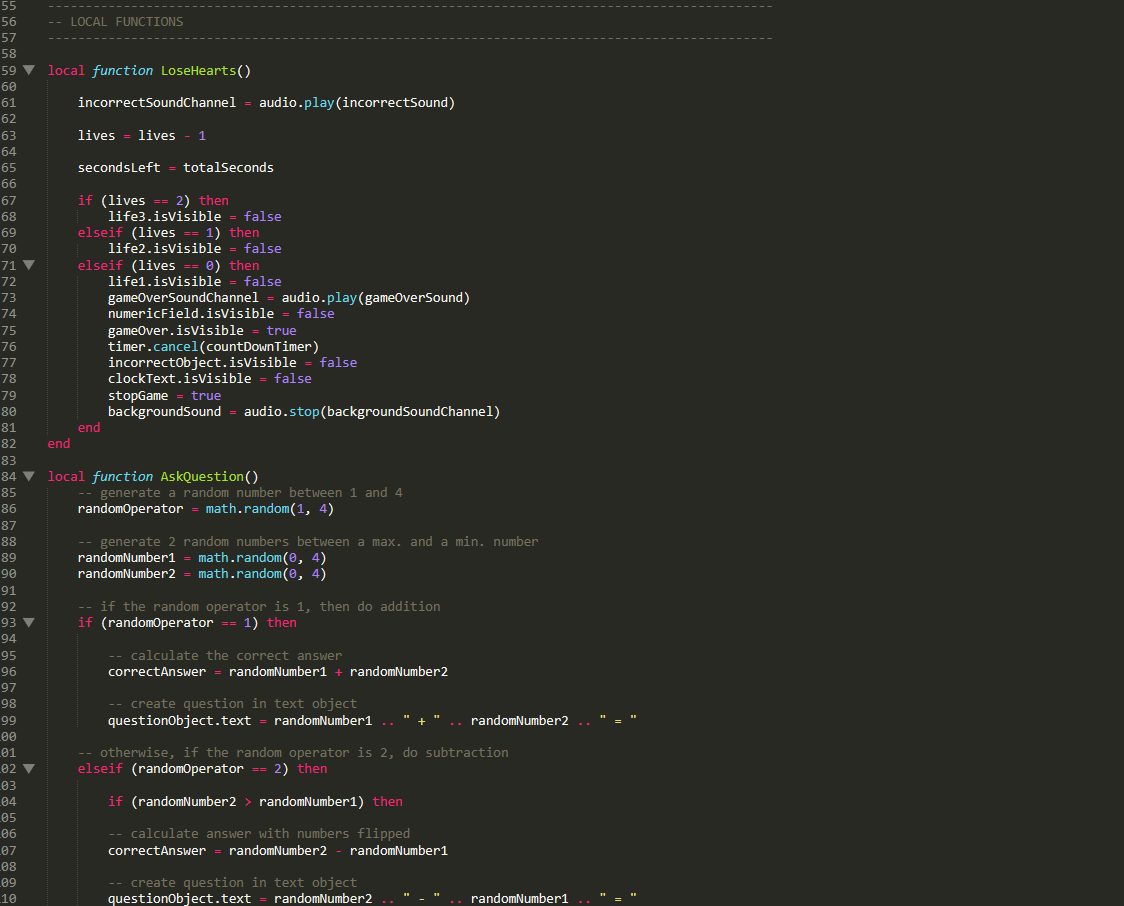 55 ------------------------------------------------------------------------------------------------
56 -- LOCAL FUNCTIONS
57 ------------------------------------------------------------------------------------------------
58
59 local function LoseHearts()
60
61     incorrectSoundChannel = audio.play(incorrectSound)
62
63     lives = lives - 1
64
65     secondsLeft = totalSeconds
66
67     if (lives == 2) then
68         life3.isVisible = false
69     elseif (lives == 1) then
70         life2.isVisible = false
71     elseif (lives == 0) then
72         life1.isVisible = false
73         gameOverSoundChannel = audio.play(gameOverSound)
74         numericField.isVisible = false
75         gameOver.isVisible = true
76         timer.cancel(countDownTimer)
77         incorrectObject.isVisible = false
78         clockText.isVisible = false
79         stopGame = true
80         backgroundSound = audio.stop(backgroundSoundChannel)
81     end
82 end
83
84 local function AskQuestion()
85     -- generate a random number between 1 and 4
86     randomOperator = math.random(1, 4)
87
88     -- generate 2 random numbers between a max. and a min. number
89     randomNumber1 = math.random(0, 4)
90     randomNumber2 = math.random(0, 4)
91
92     -- if the random operator is 1, then do addition
93     if (randomOperator == 1) then
94
95         -- calculate the correct answer
96         correctAnswer = randomNumber1 + randomNumber2
97
98         -- create question in text object
99         questionObject.text = randomNumber1 .. " + " .. randomNumber2 .. " = "
00
01     -- otherwise, if the random operator is 2, do subtraction
02     elseif (randomOperator == 2) then
03
04         if (randomNumber2 > randomNumber1) then
05
06         -- calculate answer with numbers flipped
07         correctAnswer = randomNumber2 - randomNumber1
08
09         -- create question in text object
10         questionObject.text = randomNumber2 .. " - " .. randomNumber1 .. " = "